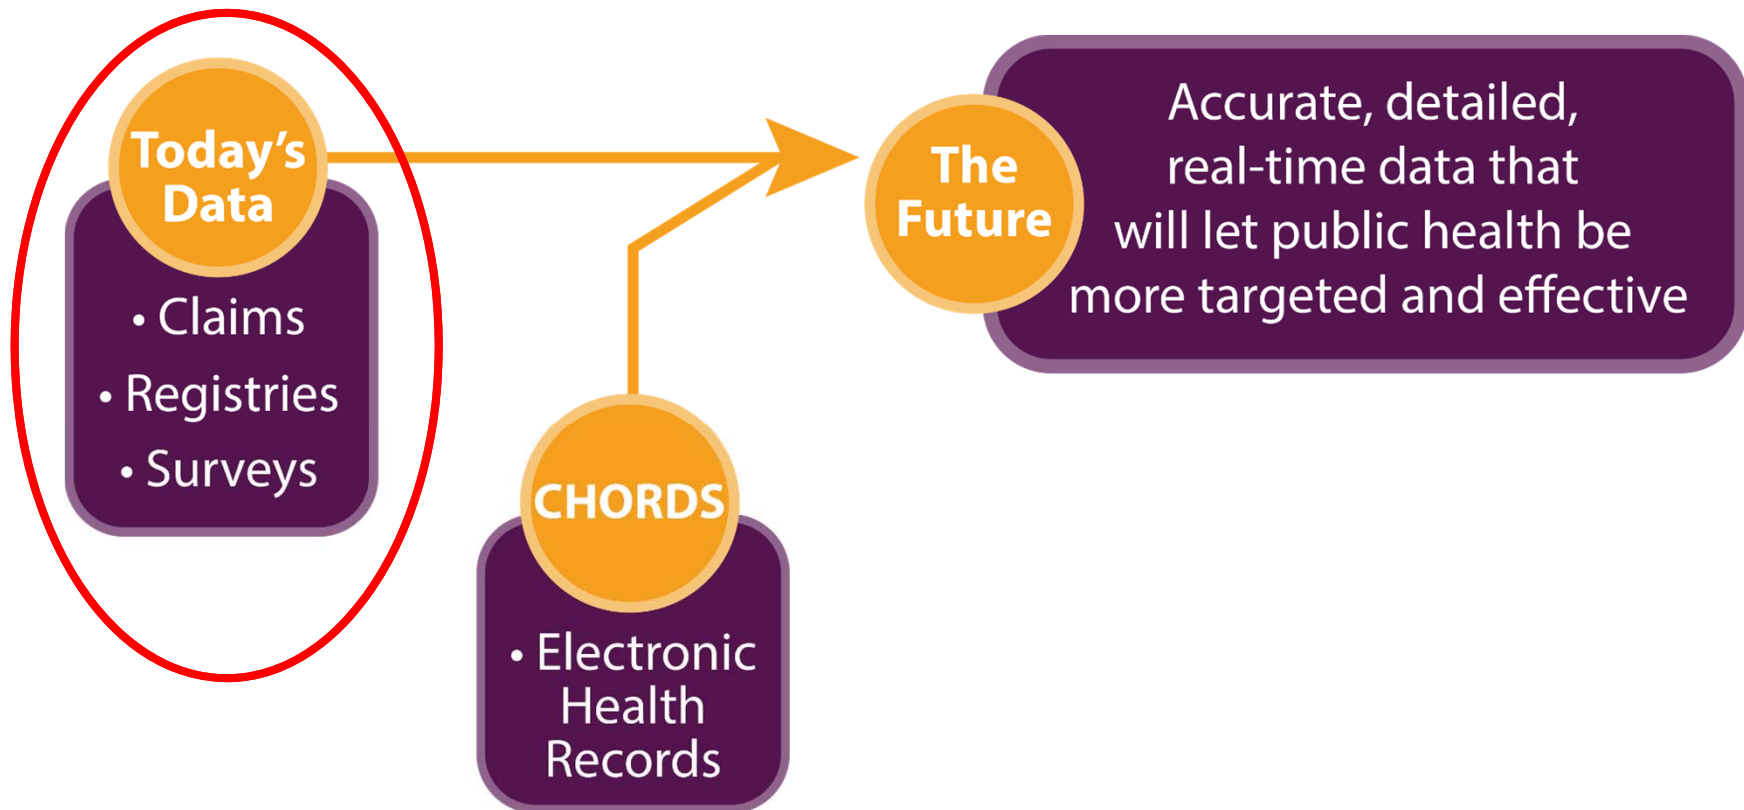 Today's
Data
• Claims
• Registries
• Surveys
CHORDS
• Electronic
Health
Records
The
Future
Accurate, detailed,
real-time data that
will let public health be
more targeted and effective